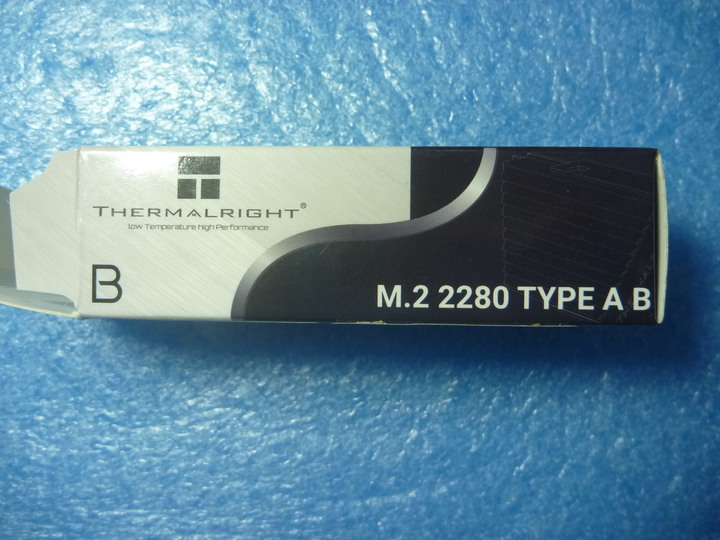 THERMALRIGHT®
low Temperature high Performance
B
M.2 2280 TYPE A B